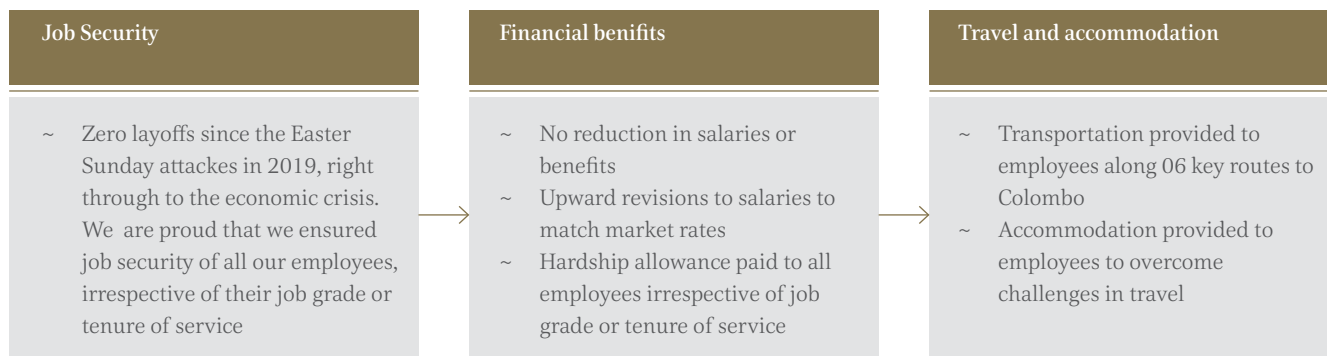 Job Security
~ Zero layoffs since the Easter
Sunday attackes in 2019, right
through to the economic crisis.
We  are proud that we ensured
job security of all our employees,
irrespective of their job grade or
tenure of service
Financial benifits
~ No reduction in salaries or
benefits
~ Upward revisions to salaries to
match market rates
~ Hardship allowance paid to all
employees irrespective of job
grade or tenure of service
Travel and accommodation
~ Transportation provided to
employees along 06 key routes to
Colombo
~ Accommodation provided to
employees to overcome
challenges in travel